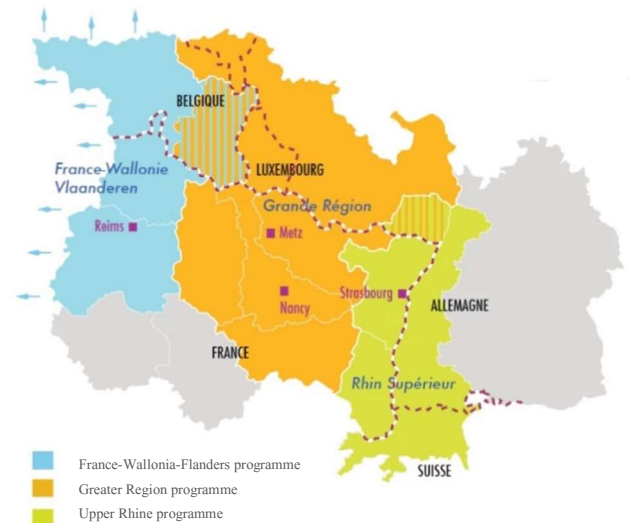 BELGIQUE
France-Wallonie
Vlaanderen
LUXEMBOURG
Grande Région
Reims
Metz
Nancy
Strasbourg
ALLEMAGNE
FRANCE
Rhin Supérieur
SUISSE
France-Wallonia-Flanders programme
Greater Region programme
Upper Rhine programme